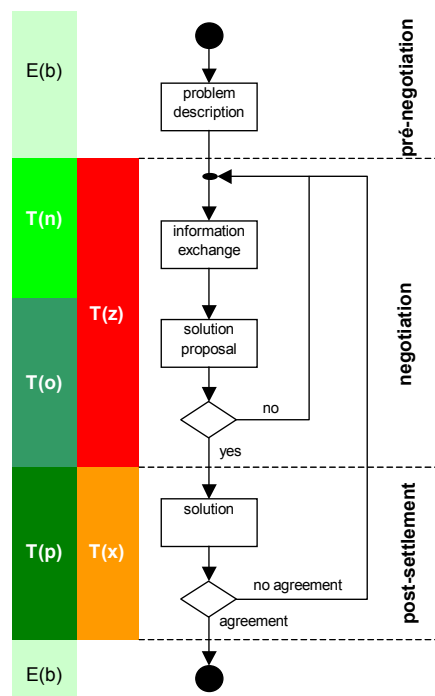 E(b)
problem
description
pré-negotiation
T(n)
T(z)
information
exchange
negotiation
T(o)
solution
proposal
no
yes
T(p)
T(x)
solution
post-settlement
no agreement
agreement
E(b)